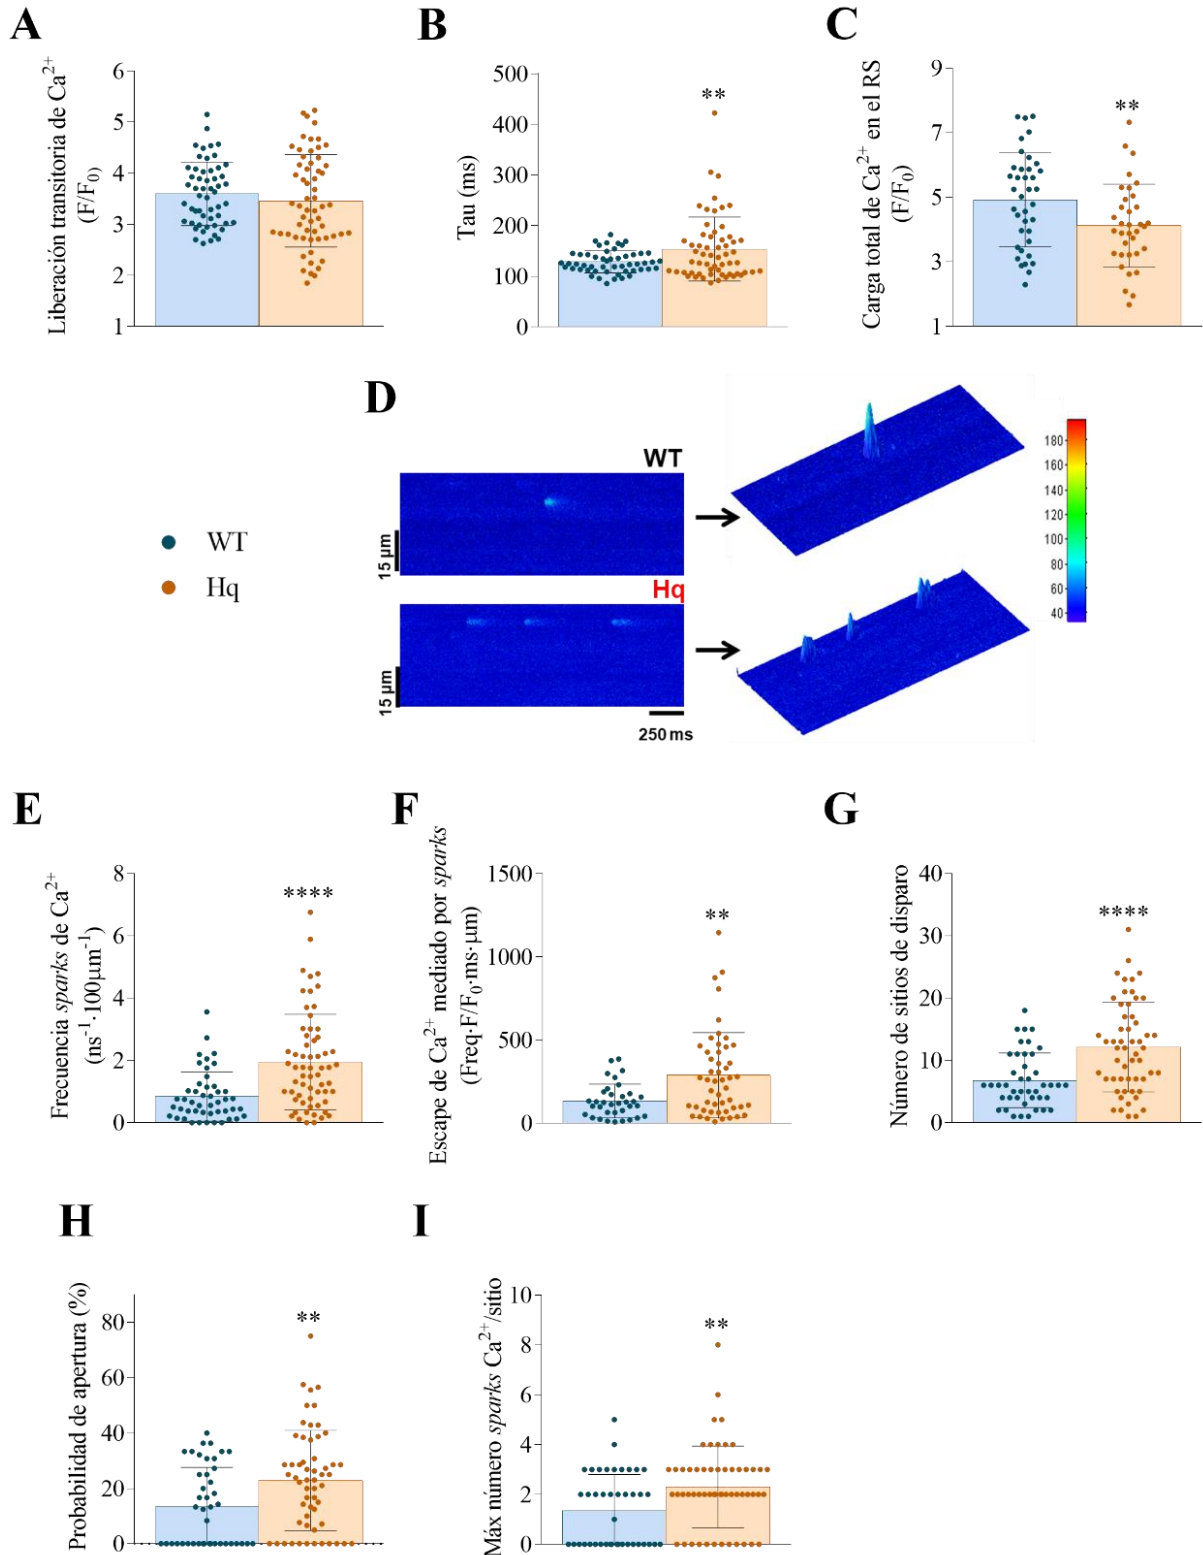 A
Liberación transitoria de Ca²⁺
(F/F₀)
6
5
4
3
2
1
B
Tau (ms)
500
400
300
200
100
0
**
C
Carga total de Ca²⁺ en el RS
(F/F₀)
9
7
5
3
1
**
D
WT
15 µm
Hq
15 µm
250 ms
180
160
140
120
100
80
60
40
WT
Hq
E
Frecuencia sparks de Ca²⁺
(ns⁻¹·100µm⁻¹)
8
6
4
2
0
****
F
Escape de Ca²⁺ mediado por sparks
(Freq·F/F₀·ms·µm)
1500
1000
500
0
**
G
Número de sitios de disparo
40
30
20
10
0
****
H
Probabilidad de apertura (%)
80
60
40
20
0
**
I
Máx número sparks Ca²⁺/sitio
10
8
6
4
2
0
**